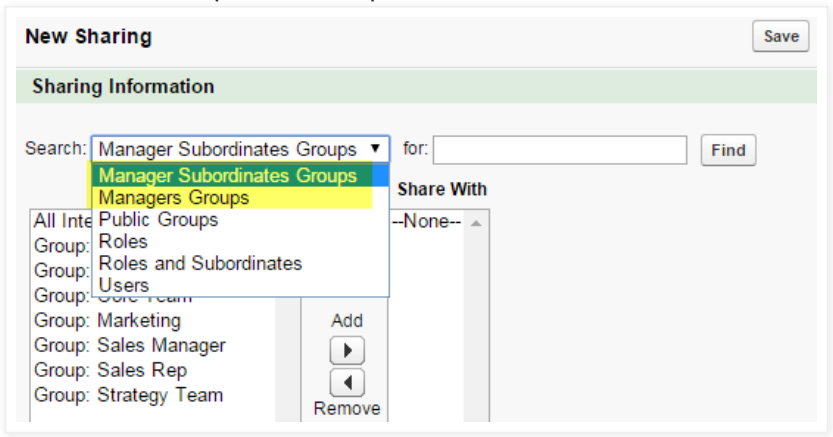 New Sharing
Save
Sharing Information
Search: Manager Subordinates Groups for: Find
Manager Subordinates Groups
Managers Groups
Public Groups
Roles
Roles and Subordinates
Users
Share With
All Inte
Group:
Group:
Group: Core Team
Group: Marketing
Group: Sales Manager
Group: Sales Rep
Group: Strategy Team
--None--
Add
Remove